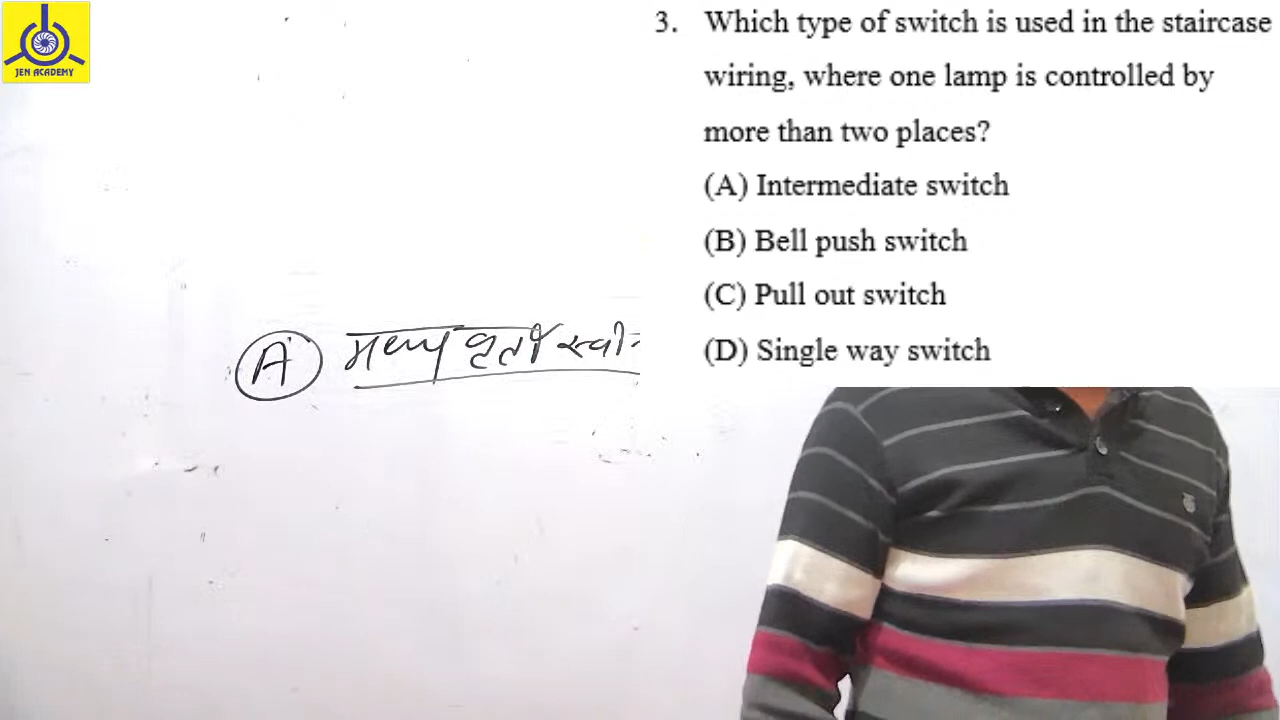 JEN ACADEMY
3. Which type of switch is used in the staircase
wiring, where one lamp is controlled by
more than two places?
(A) Intermediate switch
(B) Bell push switch
(C) Pull out switch
(D) Single way switch
A मध्य वर्ती